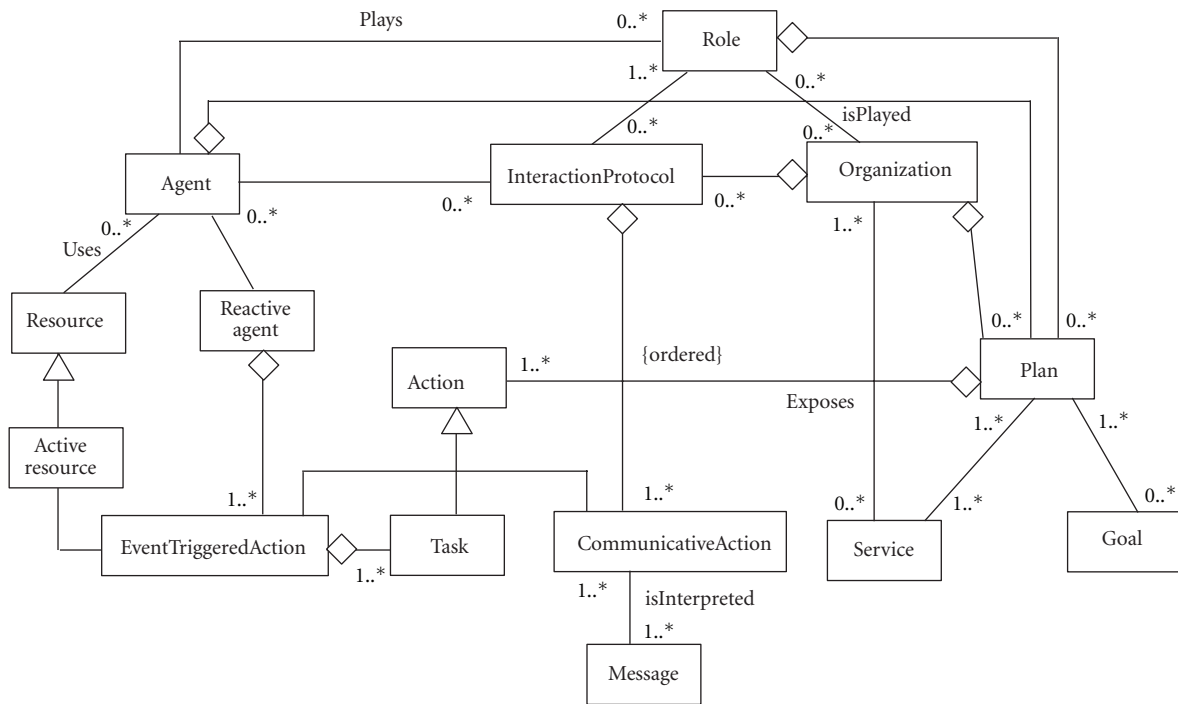 Plays
0..*
Role
1..*
0..*
isPlayed
0..*
0..*
Agent
InteractionProtocol
Organization
0..*
0..*
0..*
0..*
1..*
Uses
Resource
Reactive
agent
0..*
0..*
{ordered}
1..*
Action
Plan
Exposes
Active
resource
1..*
1..*
1..*
1..*
0..*
1..*
0..*
EventTriggeredAction
Task
CommunicativeAction
Service
Goal
1..*
1..*
isInterpreted
1..*
Message